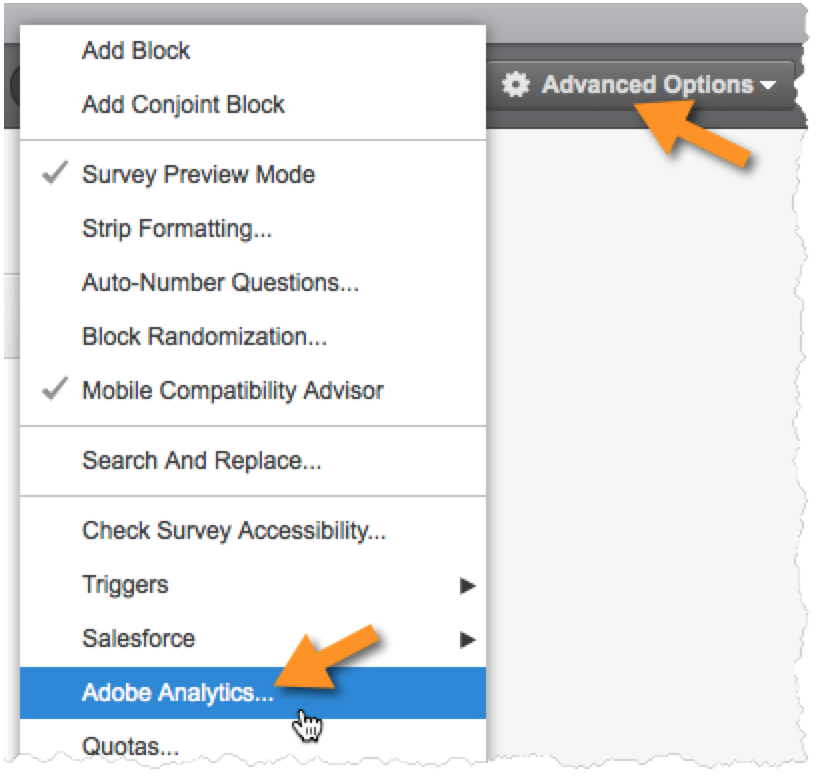 Add Block
Advanced Options
Add Conjoint Block
Survey Preview Mode
Strip Formatting...
Auto-Number Questions...
Block Randomization...
Mobile Compatibility Advisor
Search And Replace...
Check Survey Accessibility...
Triggers
Salesforce
Adobe Analytics...
Quotas...